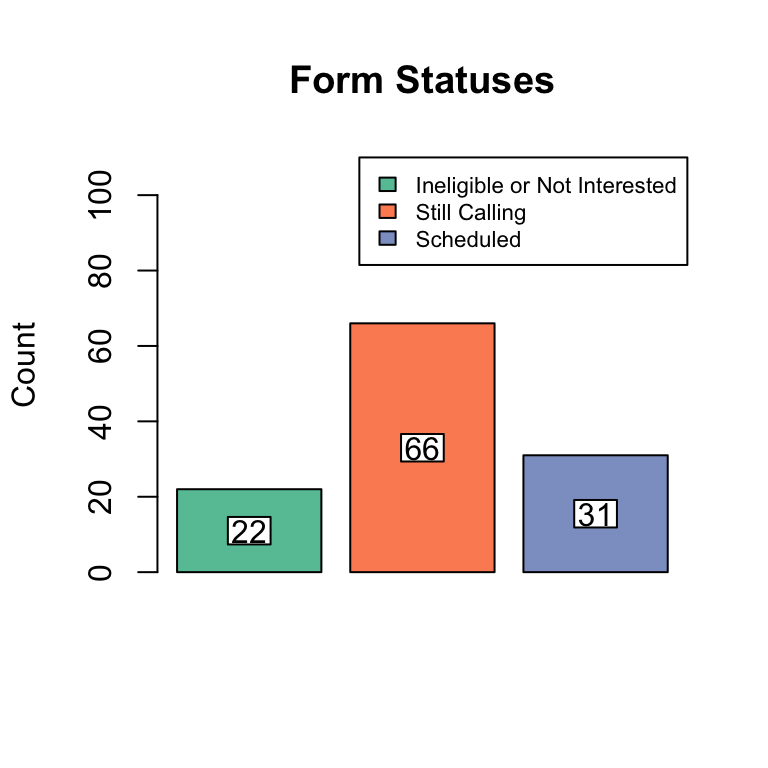 Form Statuses
Ineligible or Not Interested
Still Calling
Scheduled
Count
100
80
60
40
20
0
22
66
31